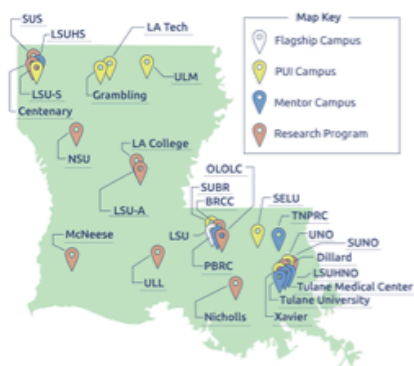 SUS
LSUHS
LA Tech
Map Key
Flagship Campus
PUI Campus
Mentor Campus
Research Program
ULM
LSU-S
Grambling
Centenary
NSU
LA College
OLOLC
SUBR
BRCC
SELU
LSU-A
TNPRC
McNeese
LSU
UNO
SUNO
Dillard
PBRC
LSUHNO
ULL
Tulane Medical Center
Tulane University
Nicholls
Xavier